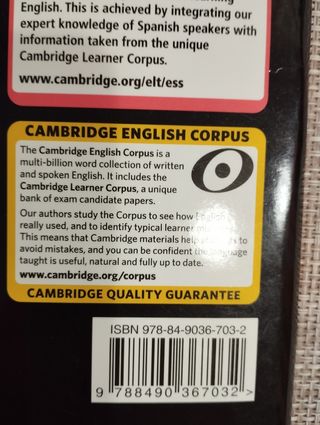 English. This is achieved by integrating our
expert knowledge of Spanish speakers with
information taken from the unique
Cambridge Learner Corpus.
www.cambridge.org/elt/ess
CAMBRIDGE ENGLISH CORPUS
The Cambridge English Corpus is a
multi-billion word collection of written
and spoken English. It includes the
Cambridge Learner Corpus, a unique
bank of exam candidate papers.
Our authors study the Corpus to see how English
really used, and to identify typical learner
This means that Cambridge materials help to
avoid mistakes, and you can be confident the language
taught is useful, natural and fully up to date.
www.cambridge.org/corpus
CAMBRIDGE QUALITY GUARANTEE
ISBN 978-84-9036-703-2
9 788490 367032 >